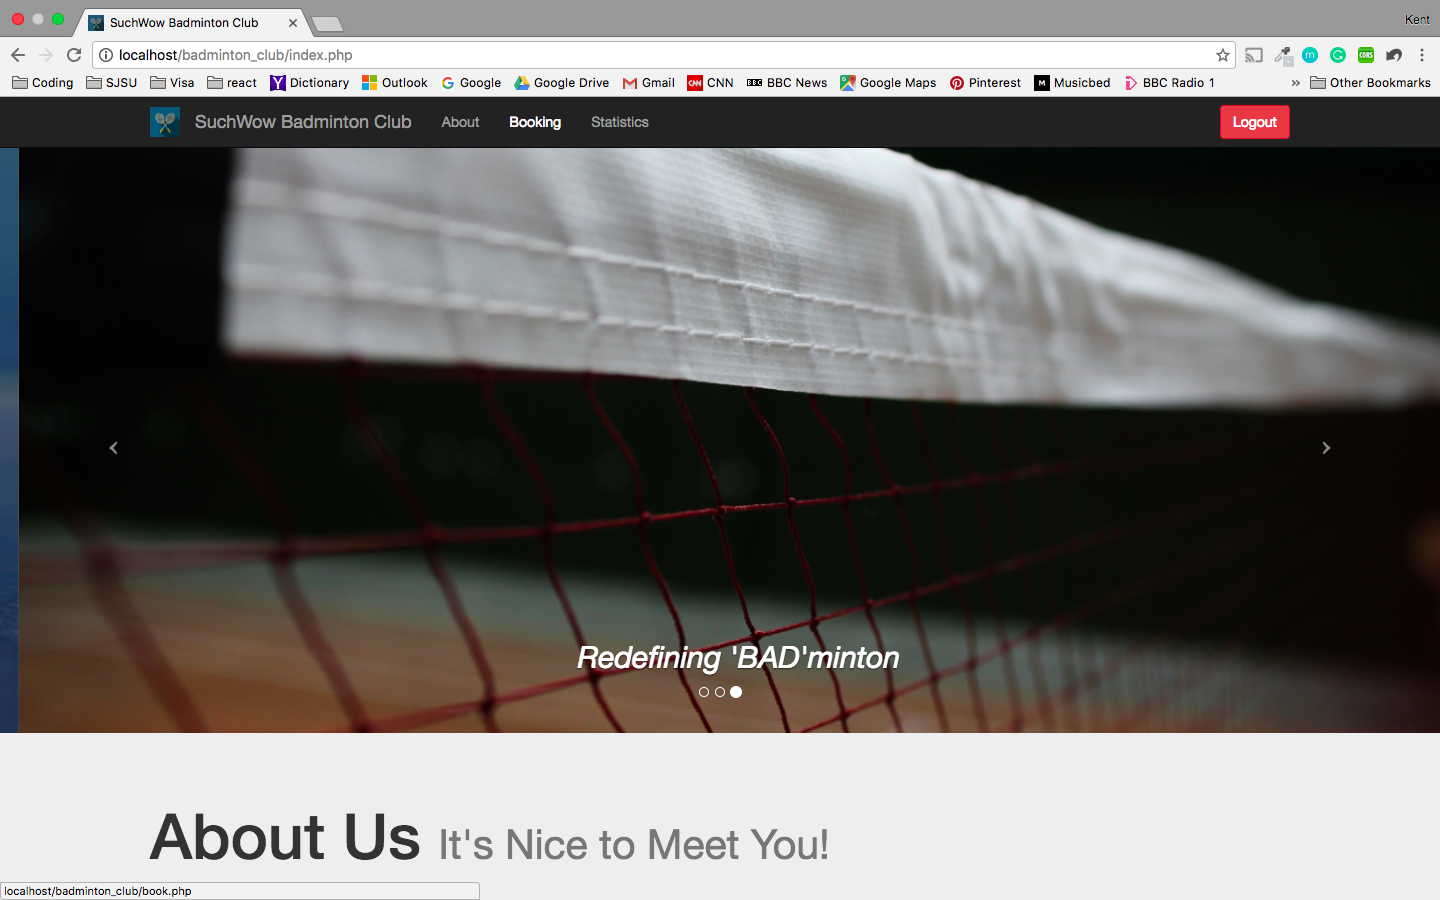 SuchWow Badminton Club
Kent
localhost/badminton_club/index.php
Coding SJSU Visa react Dictionary Outlook Google Google Drive Gmail CNN BBC News Google Maps Pinterest Musicbed BBC Radio 1 » Other Bookmarks
SuchWow Badminton Club About Booking Statistics Logout
Redefining 'BAD'minton
About Us It's Nice to Meet You!
localhost/badminton_club/book.php